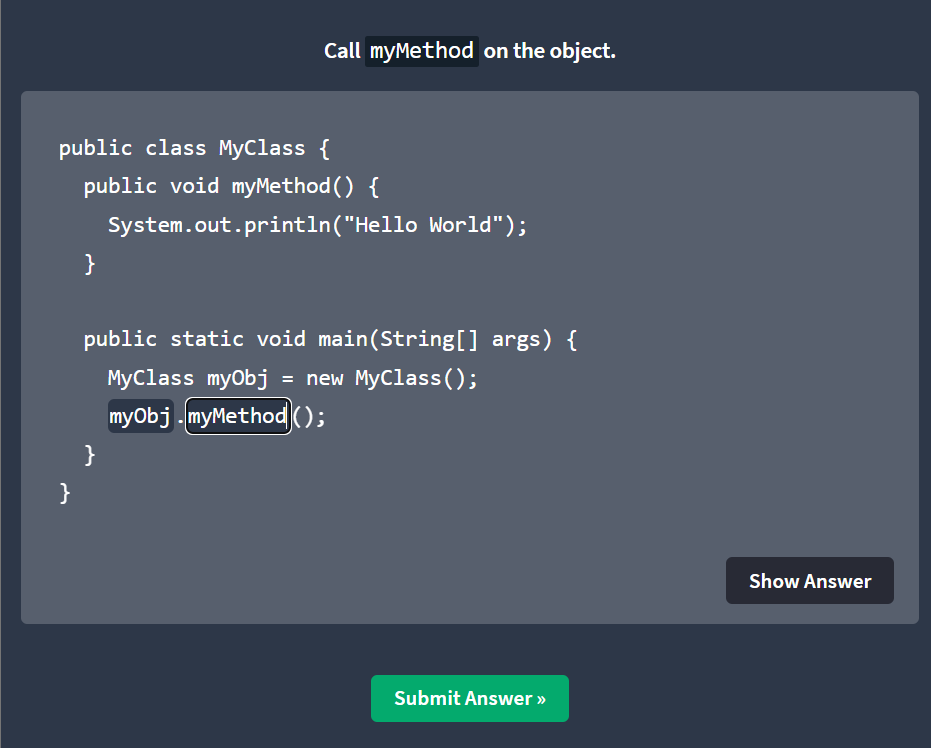 Call myMethod on the object.
public class MyClass {
  public void myMethod() {
    System.out.println("Hello World");
  }
  public static void main(String[] args) {
    MyClass myObj = new MyClass();
    myObj.myMethod();
  }
}
Show Answer
Submit Answer »